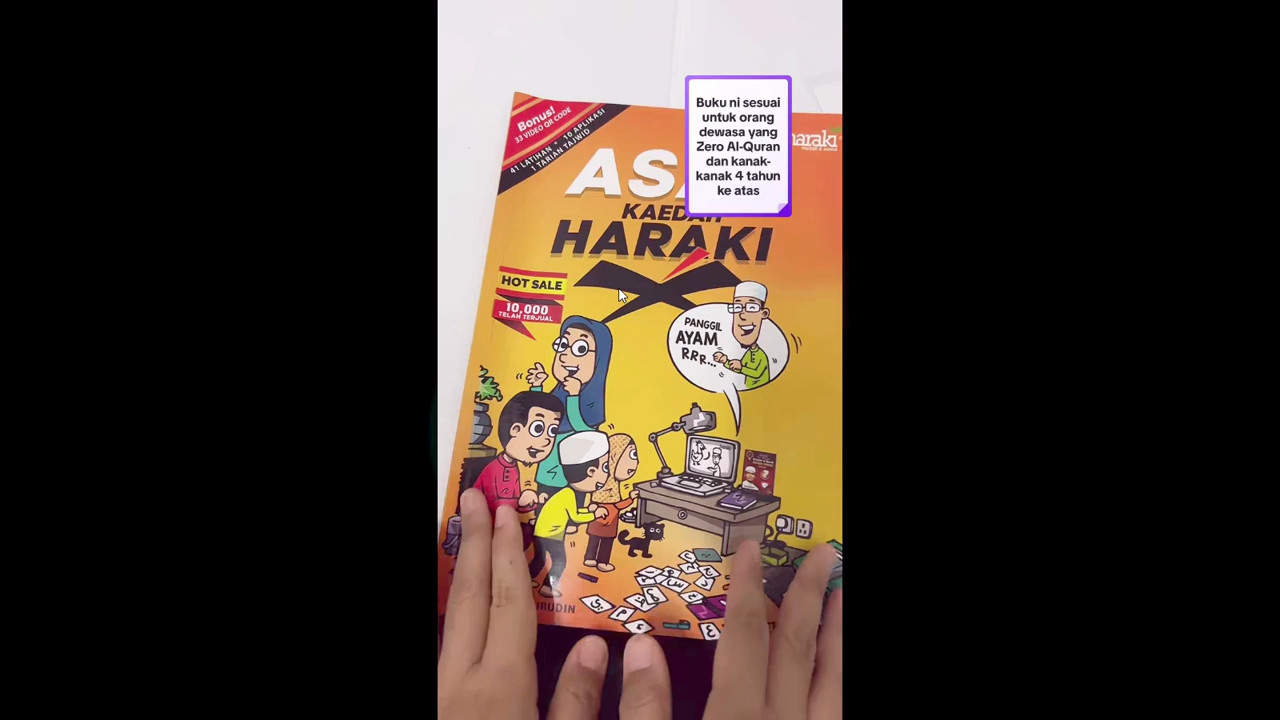 Bonus!
33 VIDEO QR CODE
41 LATIHAN * 10 APLIKASI
1 TARIAN TAJWID
Buku ni sesuai
untuk orang
dewasa yang
Zero Al-Quran
dan kanak-
kanak 4 tahun
ke atas
haraki
KAEDAH
HARAKI
HOT SALE
10,000
TELAH TERJUAL
PANGGIL
AYAM
RRR...